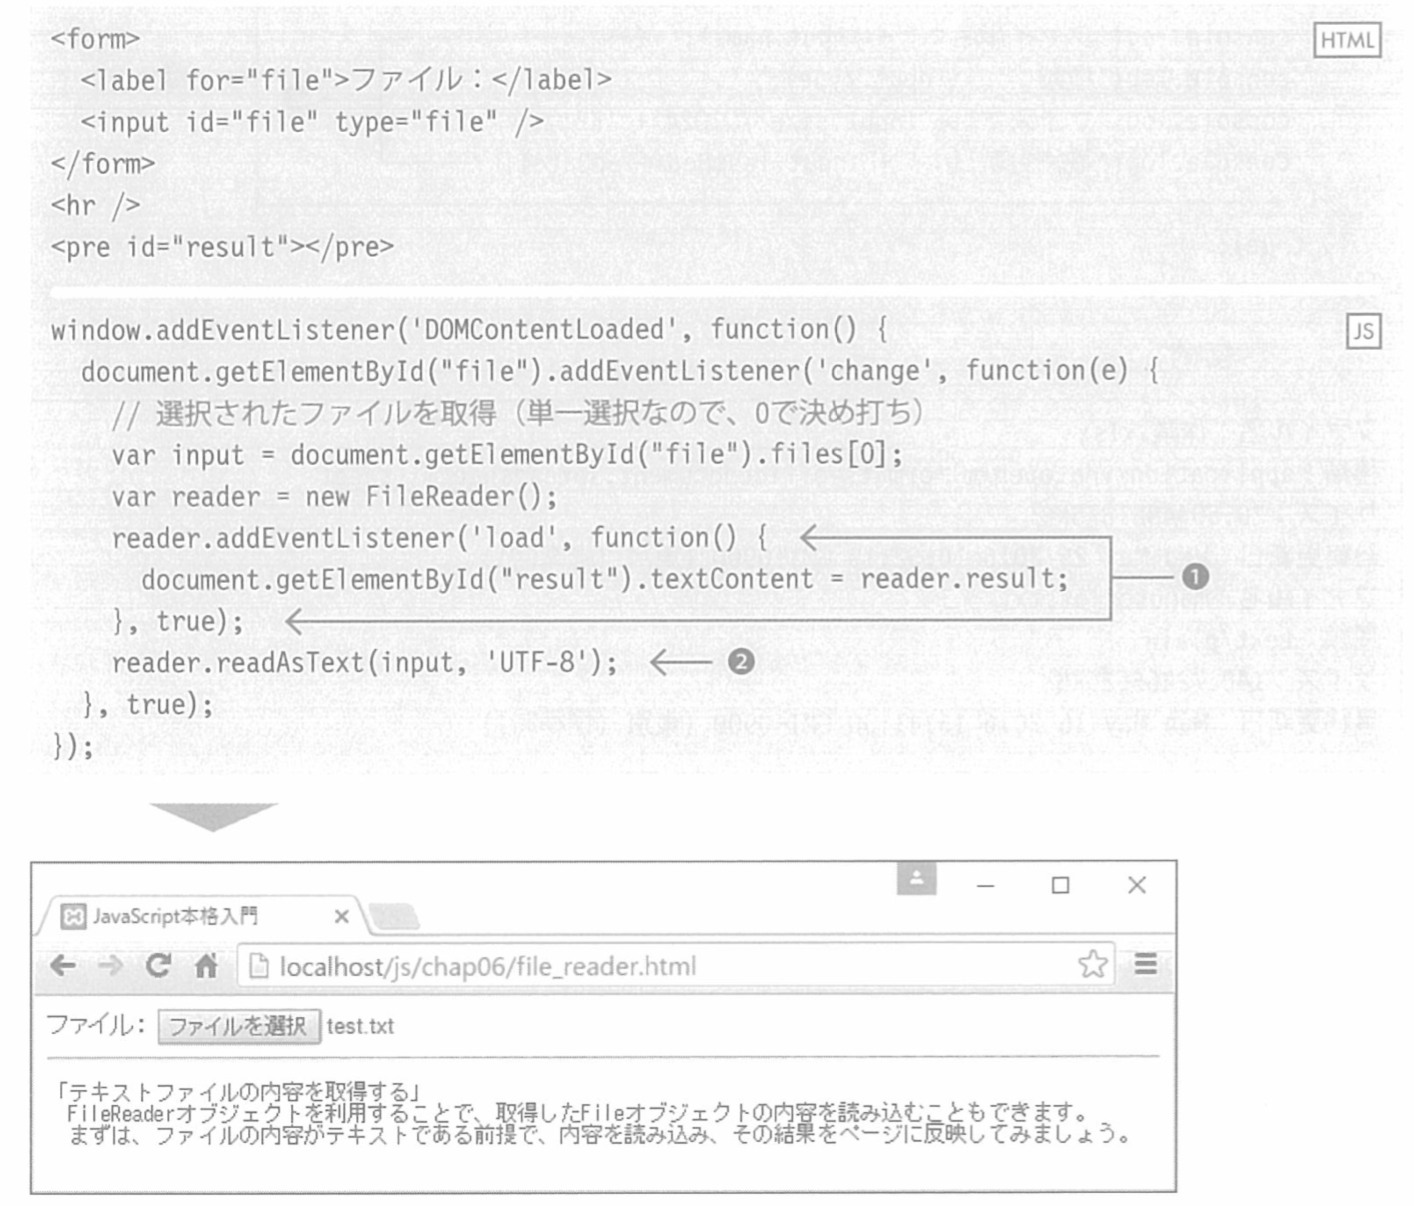 <form>
HTML
  <label for="file">ファイル：</label>
  <input id="file" type="file" />
</form>
<hr />
<pre id="result"></pre>
window.addEventListener('DOMContentLoaded', function() {
JS
  document.getElementById("file").addEventListener('change', function(e) {
    // 選択されたファイルを取得（単一選択なので、0で決め打ち）
    var input = document.getElementById("file").files[0];
    var reader = new FileReader();
    reader.addEventListener('load', function() {
      document.getElementById("result").textContent = reader.result;
❶
    }, true);
    reader.readAsText(input, 'UTF-8');
❷
  }, true);
});
JavaScript本格入門
localhost/js/chap06/file_reader.html
ファイル： ファイルを選択 test.txt
「テキストファイルの内容を取得する」
FileReaderオブジェクトを利用することで、取得したFileオブジェクトの内容を読み込むこともできます。
まずは、ファイルの内容がテキストである前提で、内容を読み込み、その結果をページに反映してみましょう。